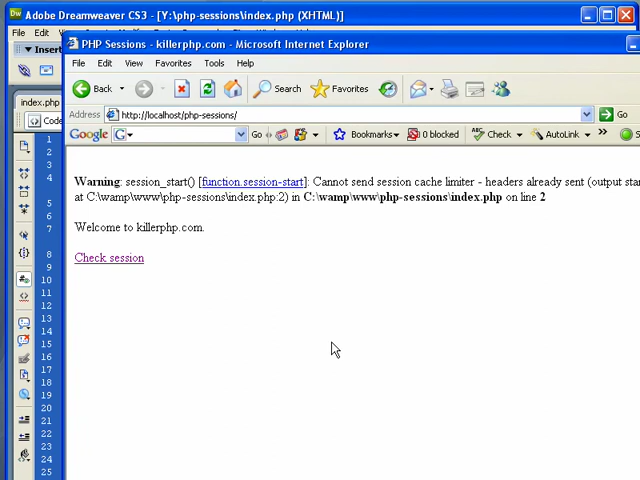 Adobe Dreamweaver CS3 - [Y:\php-sessions\index.php (XHTML)]
File Edit
Insert
PHP Sessions - killerphp.com - Microsoft Internet Explorer
File Edit View Favorites Tools Help
Back Search Favorites
Address http://localhost/php-sessions/ Go
Google G Go Bookmarks 0 blocked Check AutoLink »
index.php
Code
Warning: session_start() [function.session-start]: Cannot send session cache limiter - headers already sent (output star
at C:\wamp\www\php-sessions\index.php:2) in C:\wamp\www\php-sessions\index.php on line 2
Welcome to killerphp.com.
Check session
1
2
3
4
5
6
7
8
9
10
11
12
13
14
15
16
17
18
19
20
21
22
23
24
25